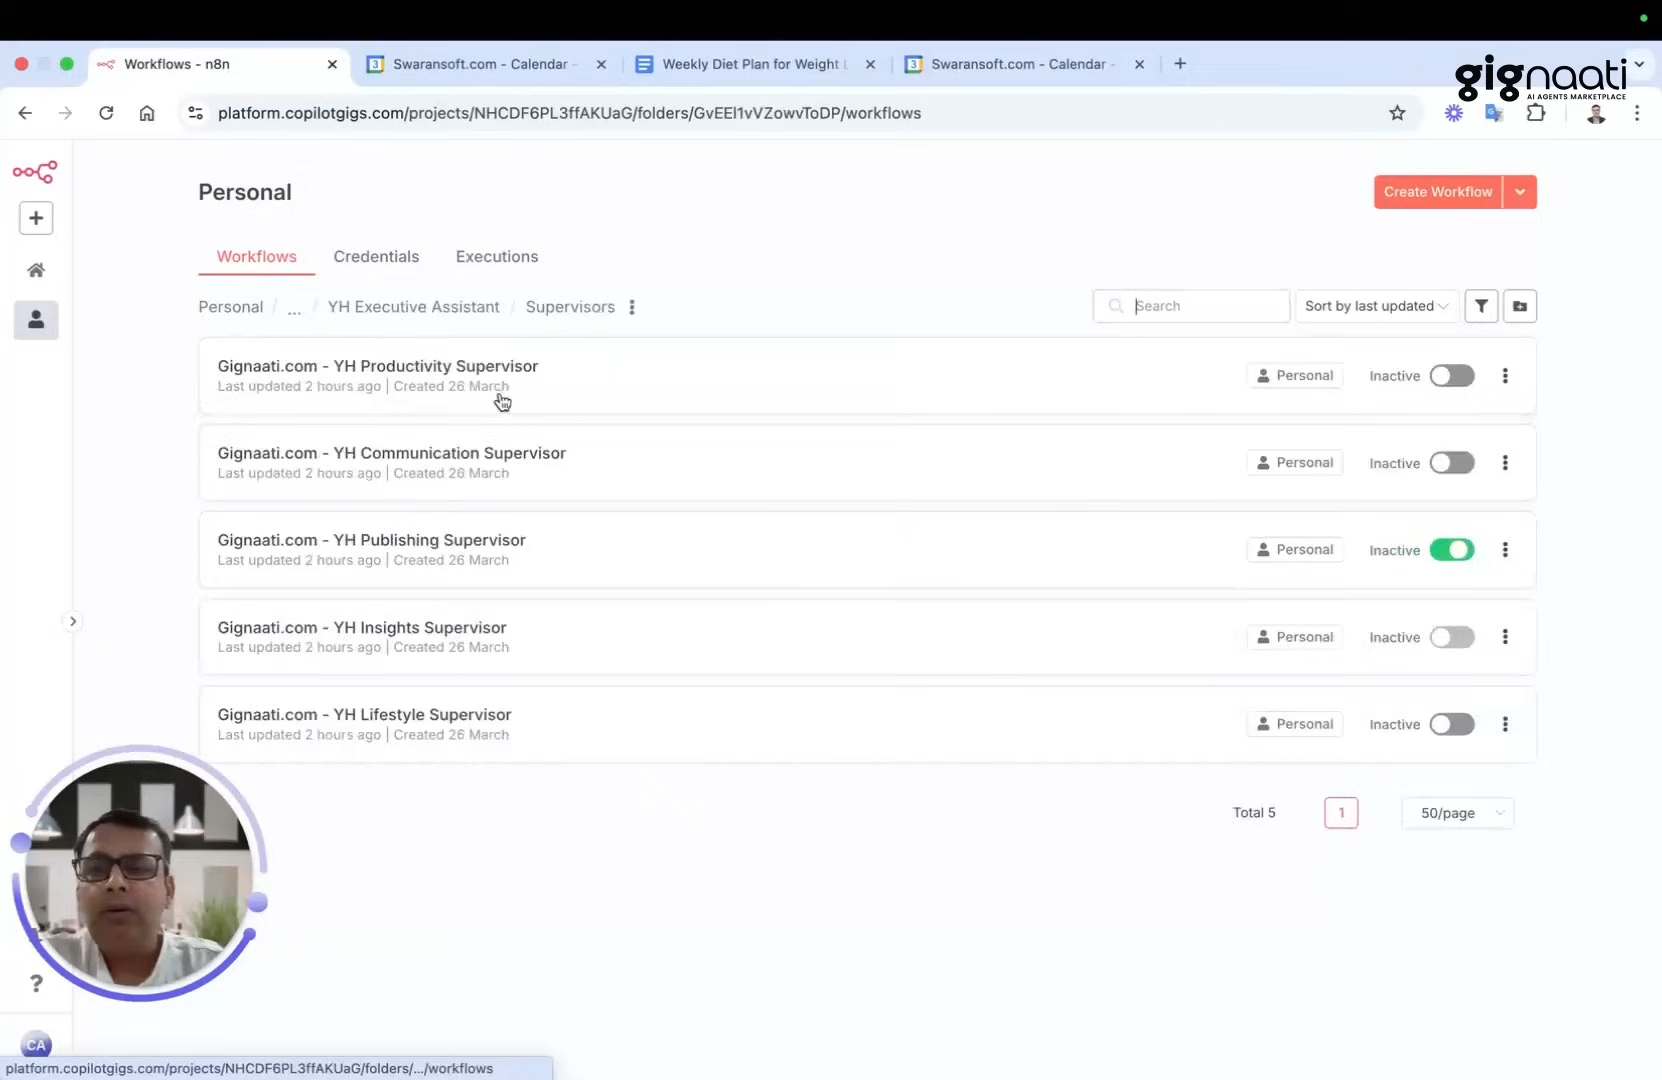 Workflows - n8n
Swaransoft.com - Calendar -
Weekly Diet Plan for Weight L
Swaransoft.com - Calendar -
gignaati
AI AGENTS MARKETPLACE
platform.copilotgigs.com/projects/NHCDF6PL3ffAKUaG/folders/GvEEl1vVZowvToDP/workflows
Personal
Create Workflow
Workflows
Credentials
Executions
Personal / ... / YH Executive Assistant / Supervisors
Search
Sort by last updated
Gignaati.com - YH Productivity Supervisor
Last updated 2 hours ago | Created 26 March
Personal
Inactive
Gignaati.com - YH Communication Supervisor
Last updated 2 hours ago | Created 26 March
Personal
Inactive
Gignaati.com - YH Publishing Supervisor
Last updated 2 hours ago | Created 26 March
Personal
Inactive
Gignaati.com - YH Insights Supervisor
Last updated 2 hours ago | Created 26 March
Personal
Inactive
Gignaati.com - YH Lifestyle Supervisor
Last updated 2 hours ago | Created 26 March
Personal
Inactive
Total 5
1
50/page
?
CA
platform.copilotgigs.com/projects/NHCDF6PL3ffAKUaG/folders/.../workflows